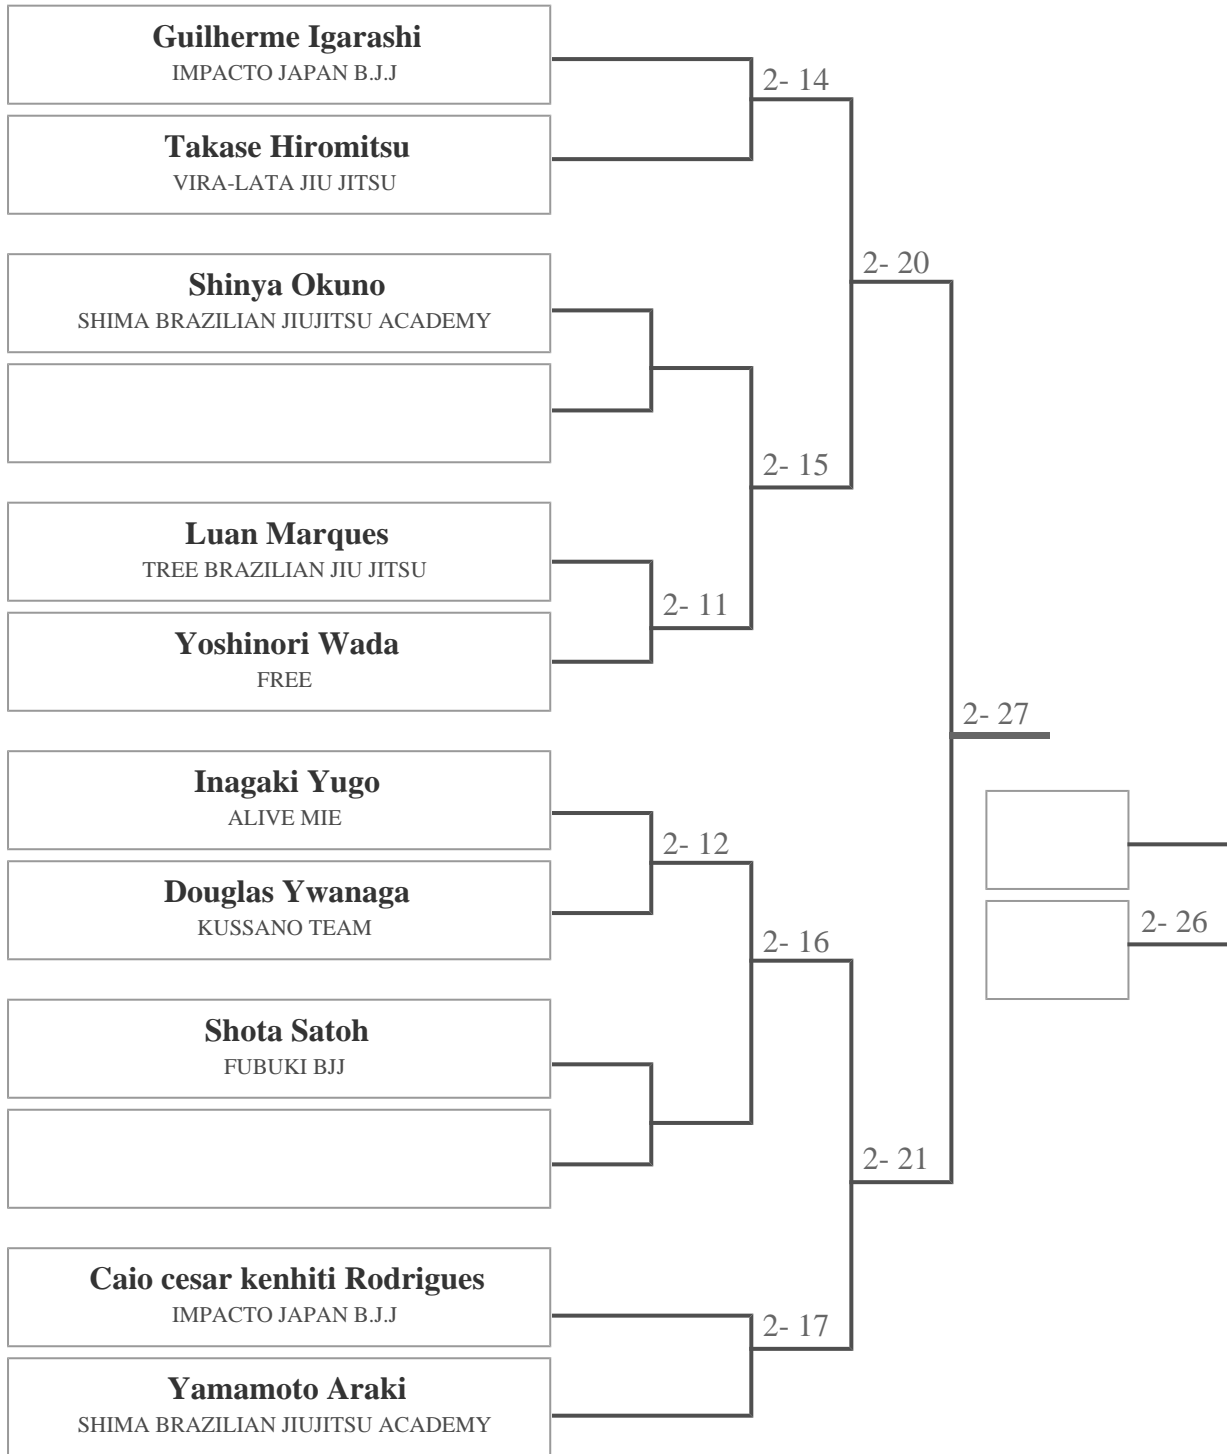 Guilherme Igarashi
IMPACTO JAPAN B.J.J
2- 14
Takase Hiromitsu
VIRA-LATA JIU JITSU
2- 20
Shinya Okuno
SHIMA BRAZILIAN JIUJITSU ACADEMY
2- 15
Luan Marques
TREE BRAZILIAN JIU JITSU
2- 11
Yoshinori Wada
FREE
2- 27
Inagaki Yugo
ALIVE MIE
2- 12
Douglas Ywanaga
KUSSANO TEAM
2- 26
2- 16
Shota Satoh
FUBUKI BJJ
2- 21
Caio cesar kenhiti Rodrigues
IMPACTO JAPAN B.J.J
2- 17
Yamamoto Araki
SHIMA BRAZILIAN JIUJITSU ACADEMY